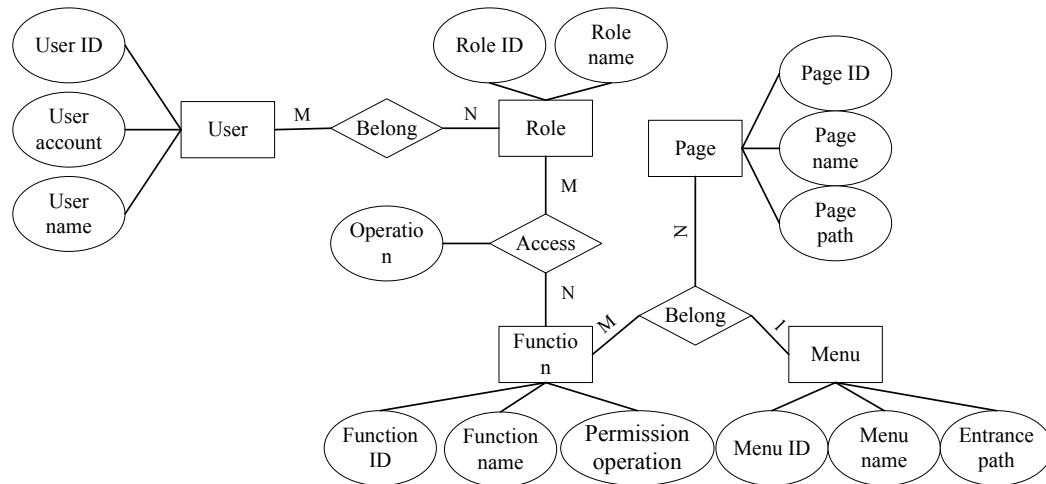 User ID
User
account
User
name
User
M
Belong
N
Role ID
Role
name
Role
M
Operatio
n
Access
N
Page
Page ID
Page
name
Page
path
N
Belong
M
1
Functio
n
Menu
Function
ID
Function
name
Permission
operation
Menu ID
Menu
name
Entrance
path